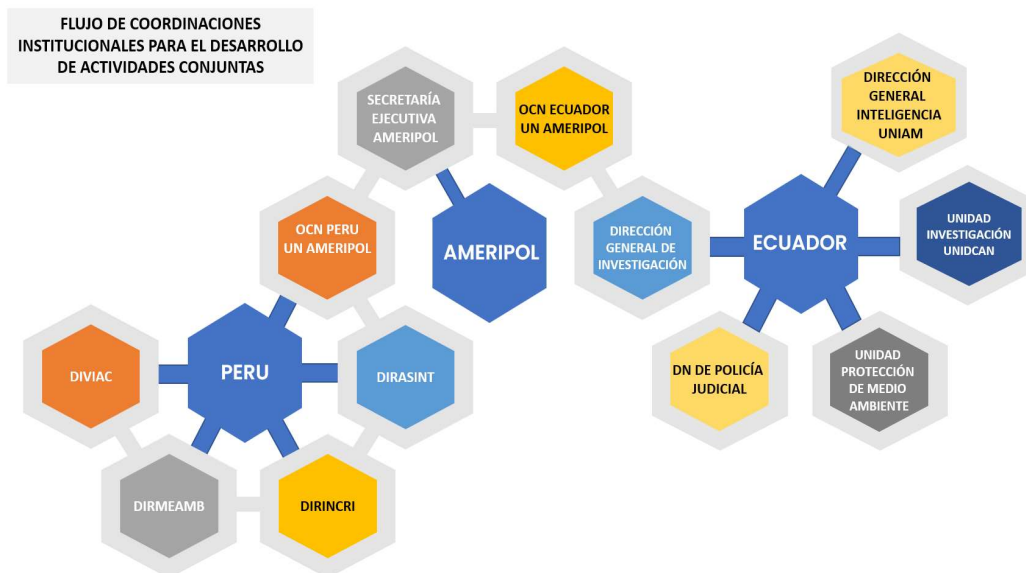 FLUJO DE COORDINACIONES
INSTITUCIONALES PARA EL DESARROLLO
DE ACTIVIDADES CONJUNTAS
SECRETARÍA
EJECUTIVA
AMERIPOL
OCN ECUADOR
UN AMERIPOL
DIRECCIÓN
GENERAL
INTELIGENCIA
UNIAM
OCN PERU
UN AMERIPOL
AMERIPOL
DIRECCIÓN
GENERAL DE
INVESTIGACIÓN
ECUADOR
UNIDAD
INVESTIGACIÓN
UNIDCAN
DIVIAC
PERU
DIRASINT
DN DE POLICÍA
JUDICIAL
UNIDAD
PROTECCIÓN
DE MEDIO
AMBIENTE
DIRMEAMB
DIRINCRI